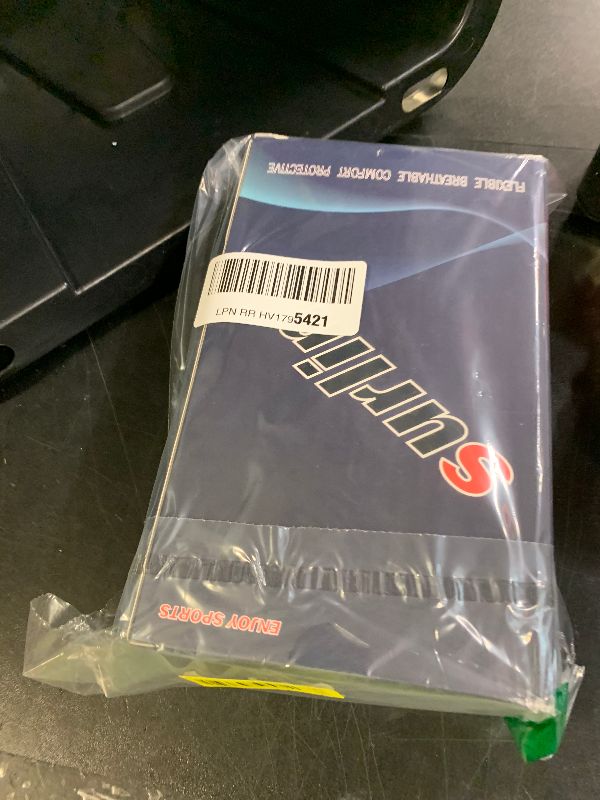 FLEXIBLE BREATHABLE COMFORT PROTECTIVE
LPN RR HV1795421
ENJOY SPORTS